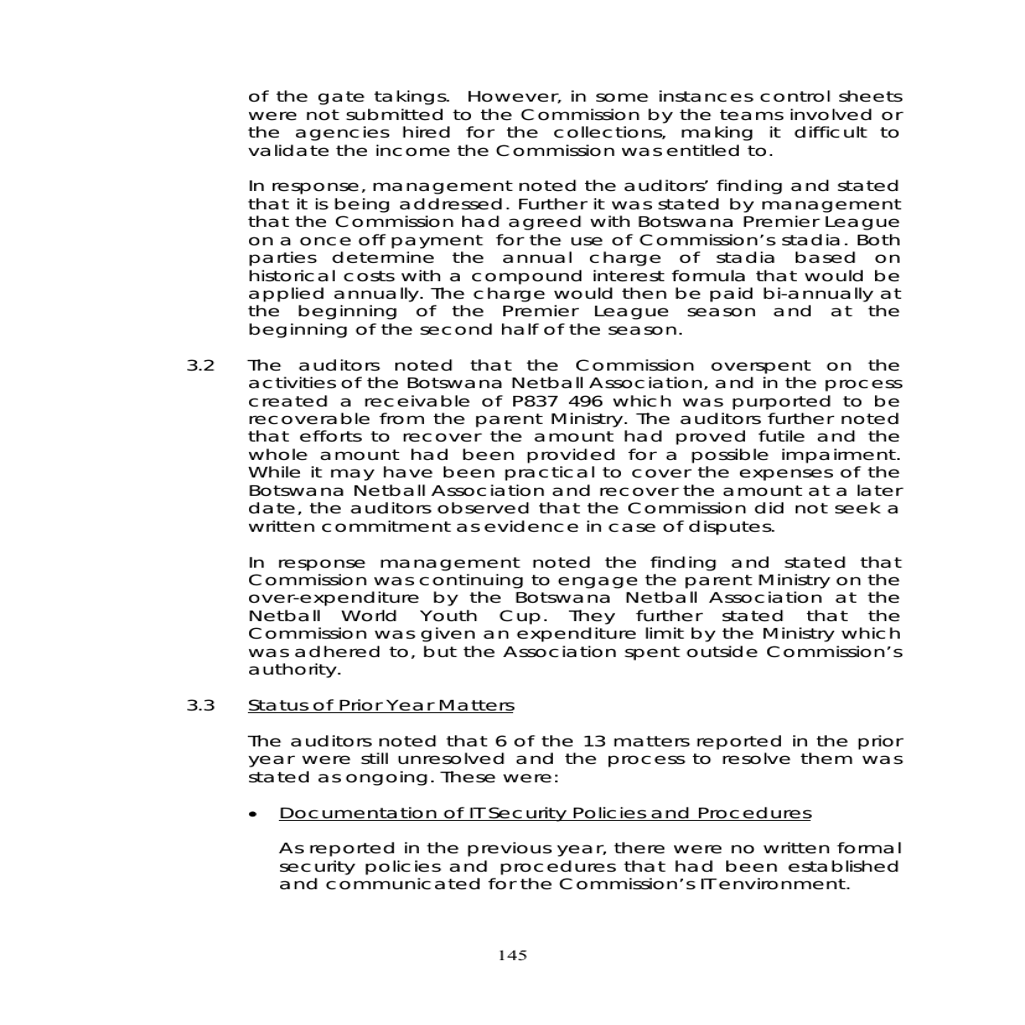 of the gate takings. However, in some instances control sheets
were not submitted to the Commission by the teams involved or
the agencies hired for the collections, making it difficult to
validate the income the Commission was entitled to.
In response, management noted the auditors’ finding and stated
that it is being addressed. Further it was stated by management
that the Commission had agreed with Botswana Premier League
on a once off payment for the use of Commission’s stadia. Both
parties determine the annual charge of stadia based on
historical costs with a compound interest formula that would be
applied annually. The charge would then be paid bi-annually at
the beginning of the Premier League season and at the
beginning of the second half of the season.
3.2 The auditors noted that the Commission overspent on the
activities of the Botswana Netball Association, and in the process
created a receivable of P837 496 which was purported to be
recoverable from the parent Ministry. The auditors further noted
that efforts to recover the amount had proved futile and the
whole amount had been provided for a possible impairment.
While it may have been practical to cover the expenses of the
Botswana Netball Association and recover the amount at a later
date, the auditors observed that the Commission did not seek a
written commitment as evidence in case of disputes.
In response management noted the finding and stated that
Commission was continuing to engage the parent Ministry on the
over-expenditure by the Botswana Netball Association at the
Netball World Youth Cup. They further stated that the
Commission was given an expenditure limit by the Ministry which
was adhered to, but the Association spent outside Commission’s
authority.
3.3 Status of Prior Year Matters
The auditors noted that 6 of the 13 matters reported in the prior
year were still unresolved and the process to resolve them was
stated as ongoing. These were:
• Documentation of IT Security Policies and Procedures
As reported in the previous year, there were no written formal
security policies and procedures that had been established
and communicated for the Commission’s IT environment.
145